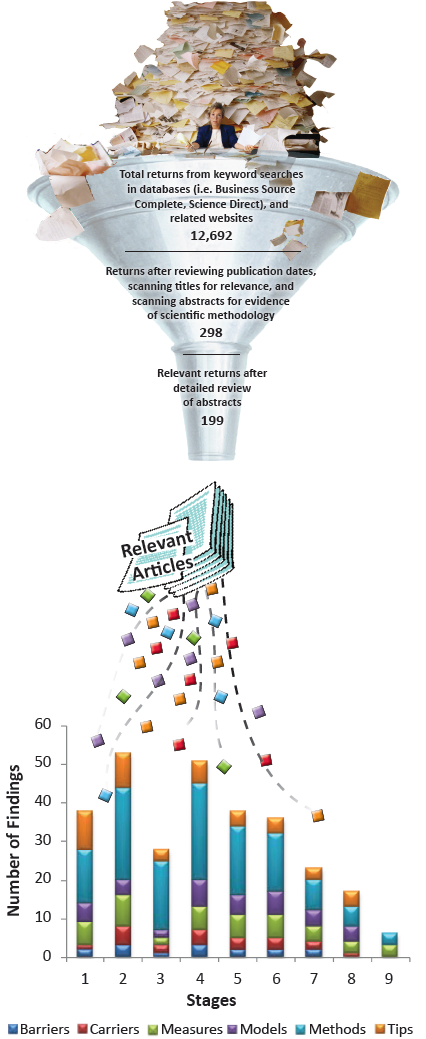 Total returns from keyword searches
in databases (i.e. Business Source
Complete, Science Direct), and
related websites
12,692
Returns after reviewing publication dates,
scanning titles for relevance, and
scanning abstracts for evidence
of scientific methodology
298
Relevant returns after
detailed review
of abstracts
199
Relevant
Articles
Number of Findings
60
50
40
30
20
10
0
1 2 3 4 5 6 7 8 9
Stages
Barriers Carriers Measures Models Methods Tips